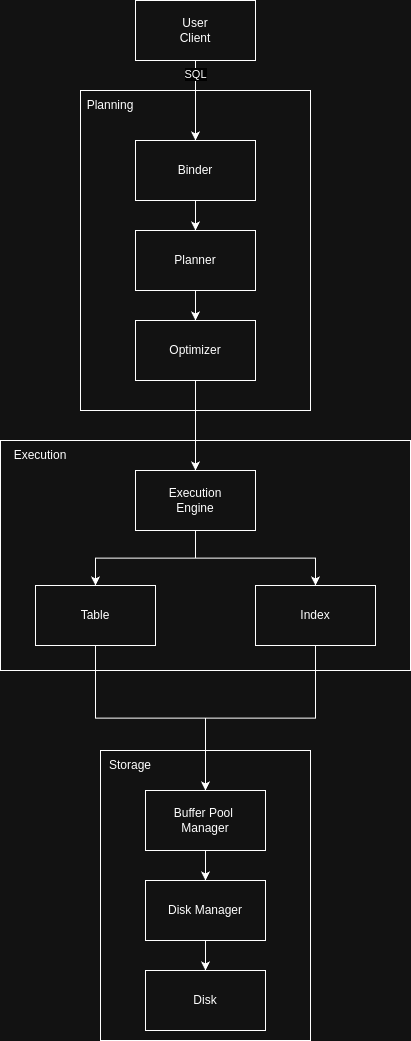 User
Client
SQL
Planning
Binder
Planner
Optimizer
Execution
Execution
Engine
Table
Index
Storage
Buffer Pool
Manager
Disk Manager
Disk